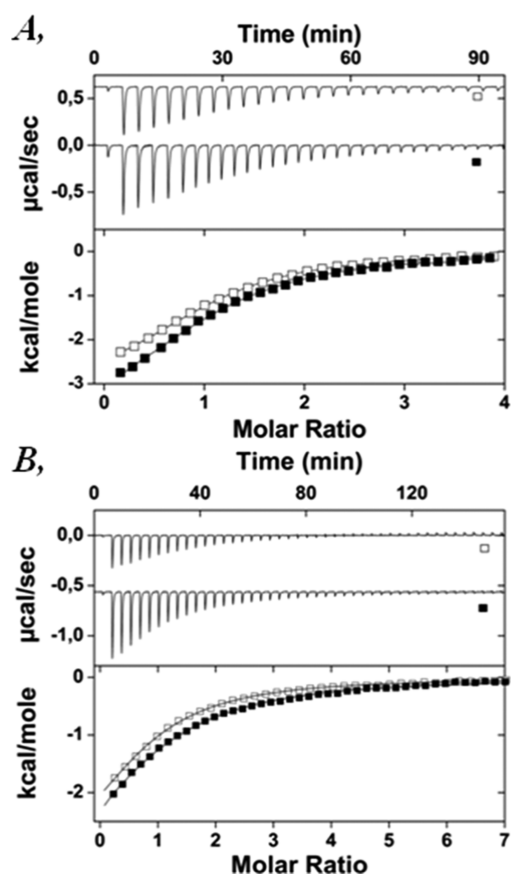 A,
Time (min)
0 30 60 90
0,5
0,0
-0,5
µcal/sec
0
-1
-2
-3
kcal/mole
0 1 2 3 4
Molar Ratio
B,
Time (min)
0 40 80 120
0,0
-0,5
-1,0
µcal/sec
0
-1
-2
kcal/mole
0 1 2 3 4 5 6 7
Molar Ratio